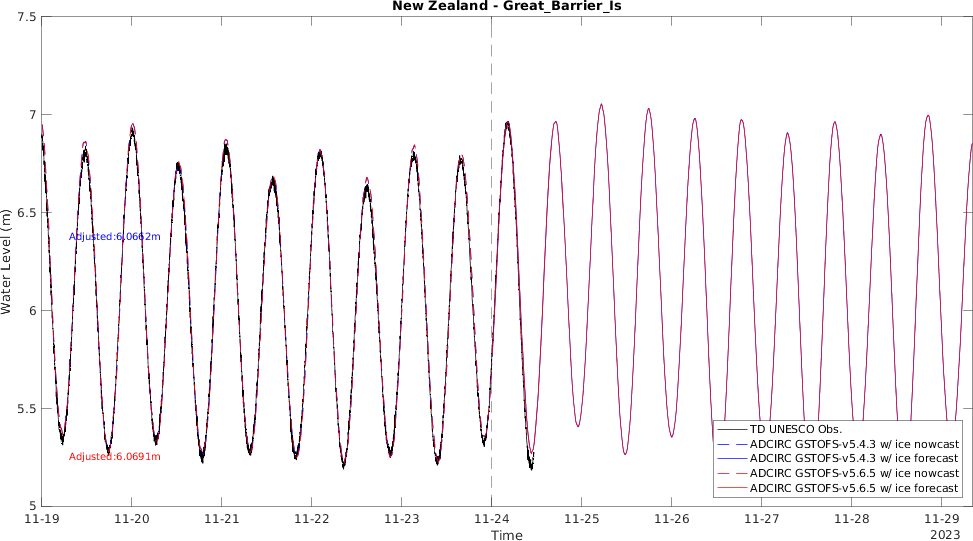 New Zealand - Great_Barrier_Is
7.5
7
6.5
6
5.5
5
Water Level (m)
Adjusted:6.0662m
Adjusted:6.0691m
TD UNESCO Obs.
ADCIRC GSTOFS-v5.4.3 w/ ice nowcast
ADCIRC GSTOFS-v5.4.3 w/ ice forecast
ADCIRC GSTOFS-v5.6.5 w/ ice nowcast
ADCIRC GSTOFS-v5.6.5 w/ ice forecast
11-19 11-20 11-21 11-22 11-23 11-24 11-25 11-26 11-27 11-28 11-29
2023
Time